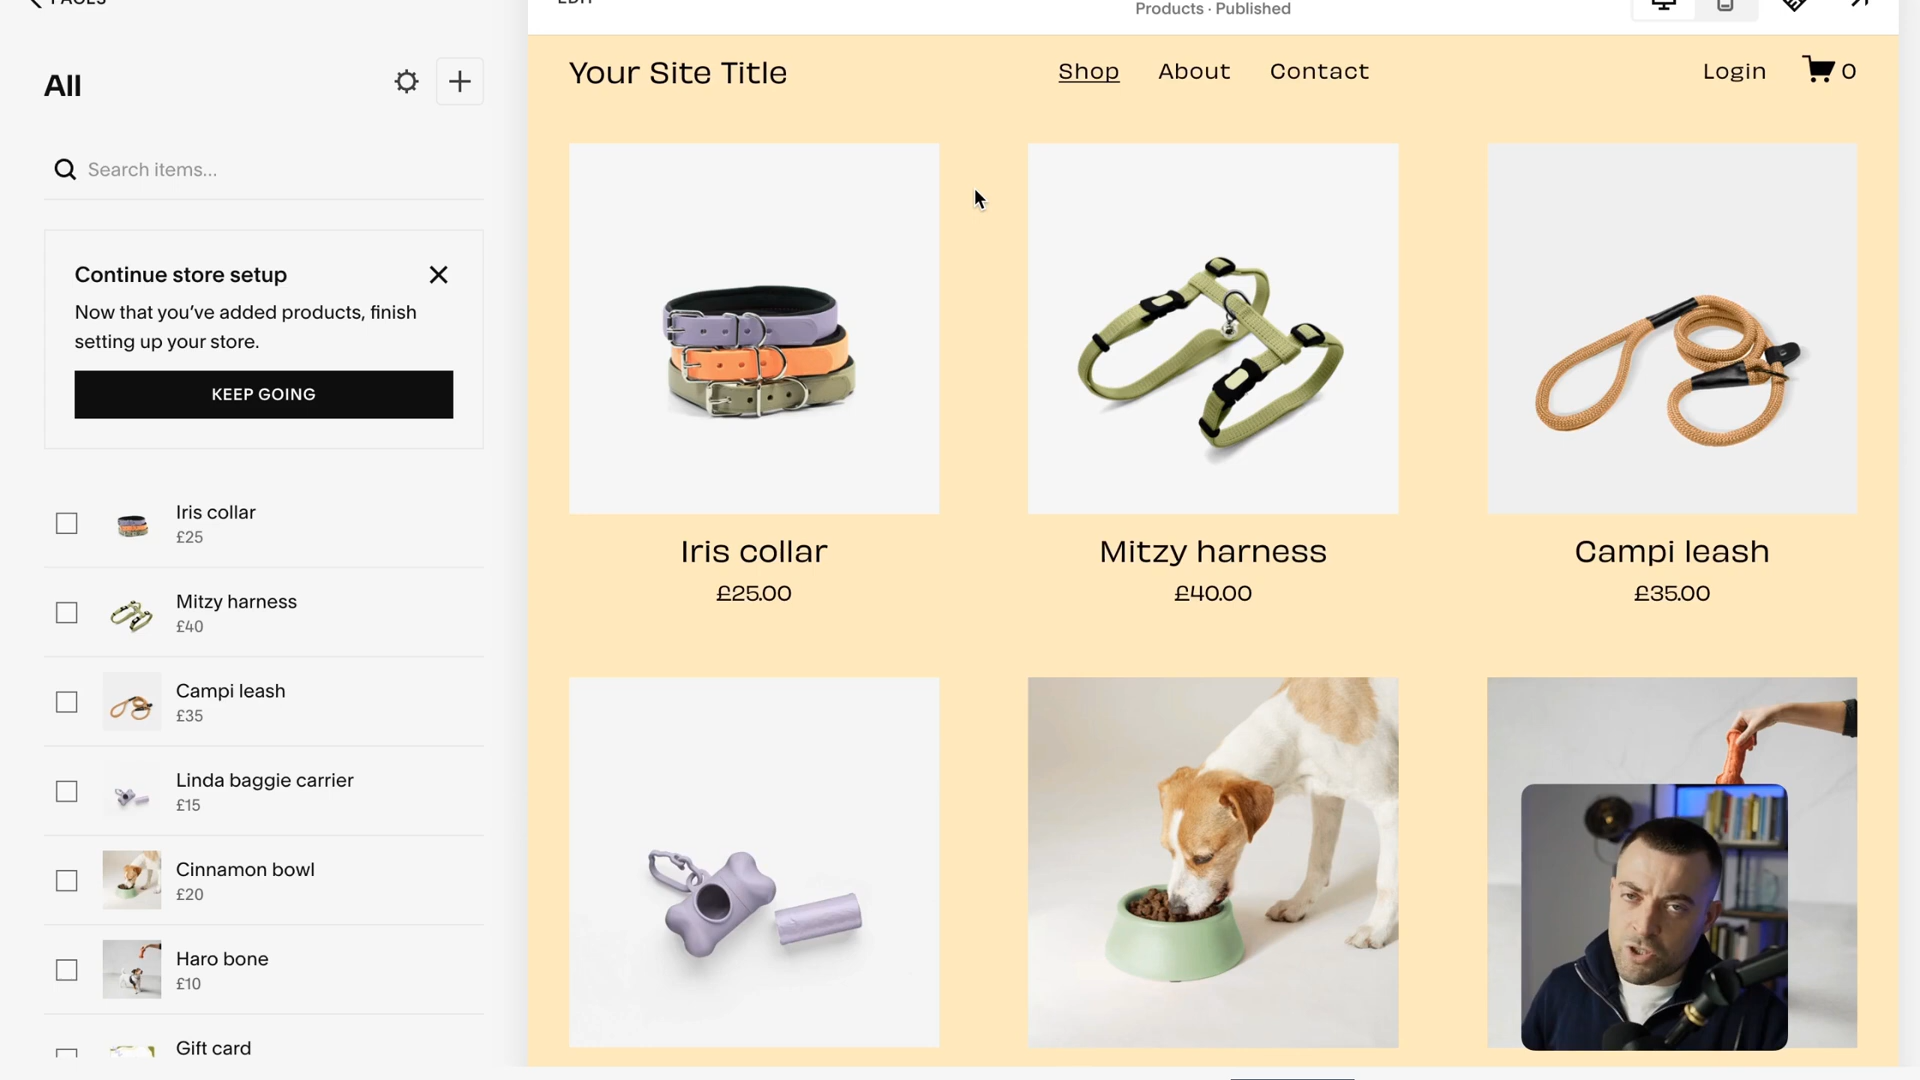 PAGES
EDIT
Products · Published
All
Search items...
Continue store setup
Now that you've added products, finish
setting up your store.
KEEP GOING
Iris collar
£25
Mitzy harness
£40
Campi leash
£35
Linda baggie carrier
£15
Cinnamon bowl
£20
Haro bone
£10
Gift card
Your Site Title
Shop
About
Contact
Login
0
Iris collar
£25.00
Mitzy harness
£40.00
Campi leash
£35.00